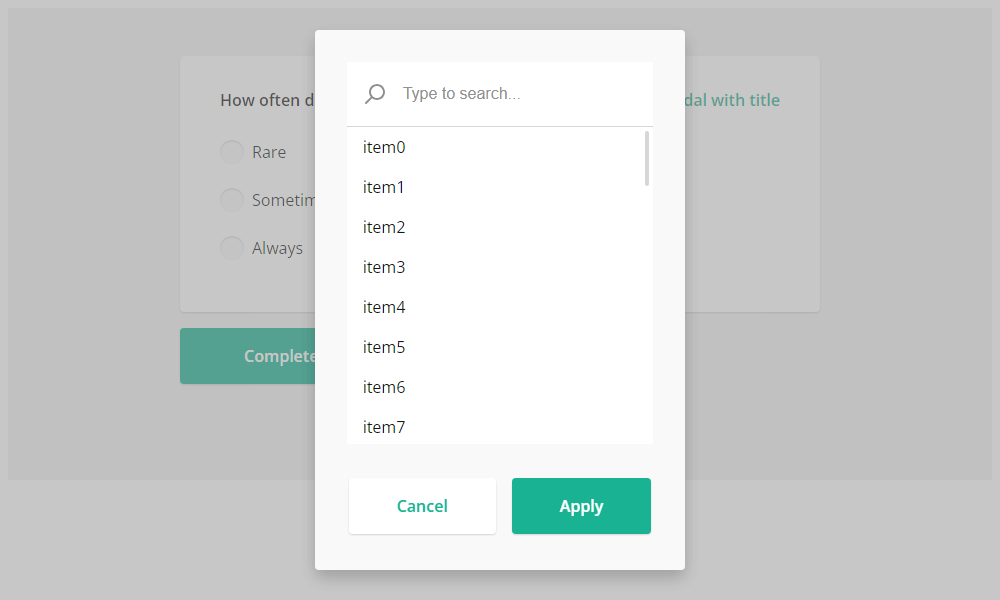 How often d
dal with title
Rare
Sometim
Always
Complete
Type to search...
item0
item1
item2
item3
item4
item5
item6
item7
Cancel
Apply